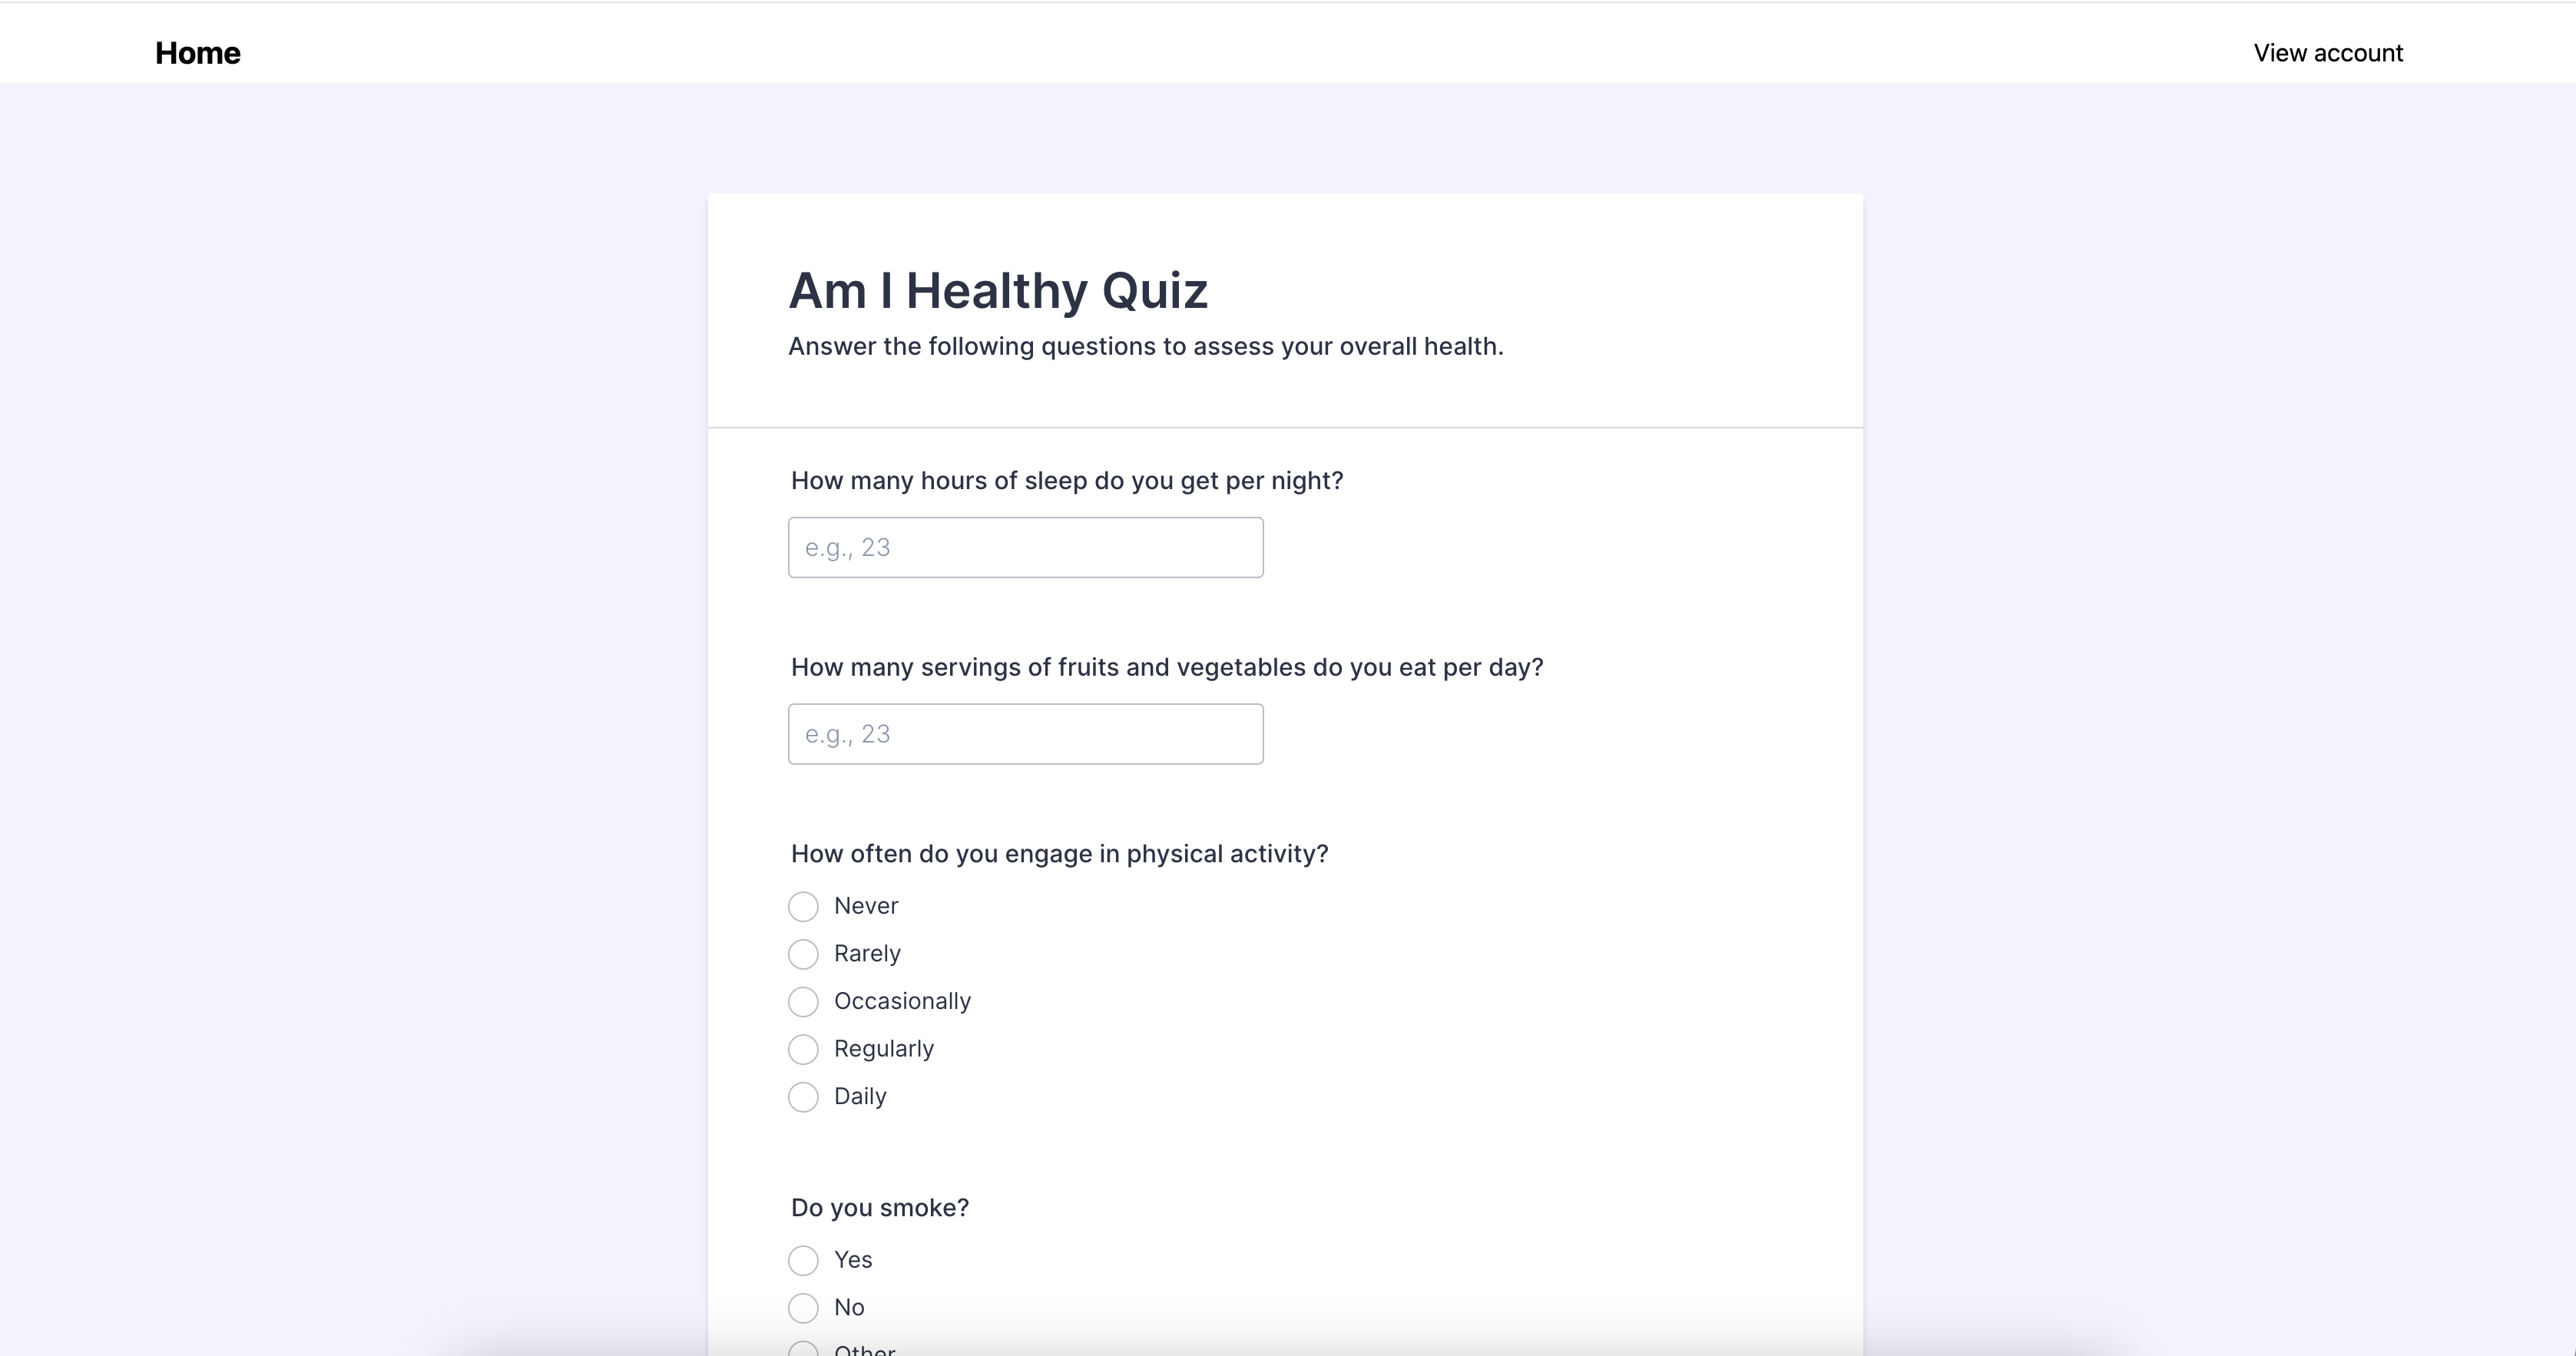 Home
View account
Am I Healthy Quiz
Answer the following questions to assess your overall health.
How many hours of sleep do you get per night?
e.g., 23
How many servings of fruits and vegetables do you eat per day?
e.g., 23
How often do you engage in physical activity?
Never
Rarely
Occasionally
Regularly
Daily
Do you smoke?
Yes
No
Other